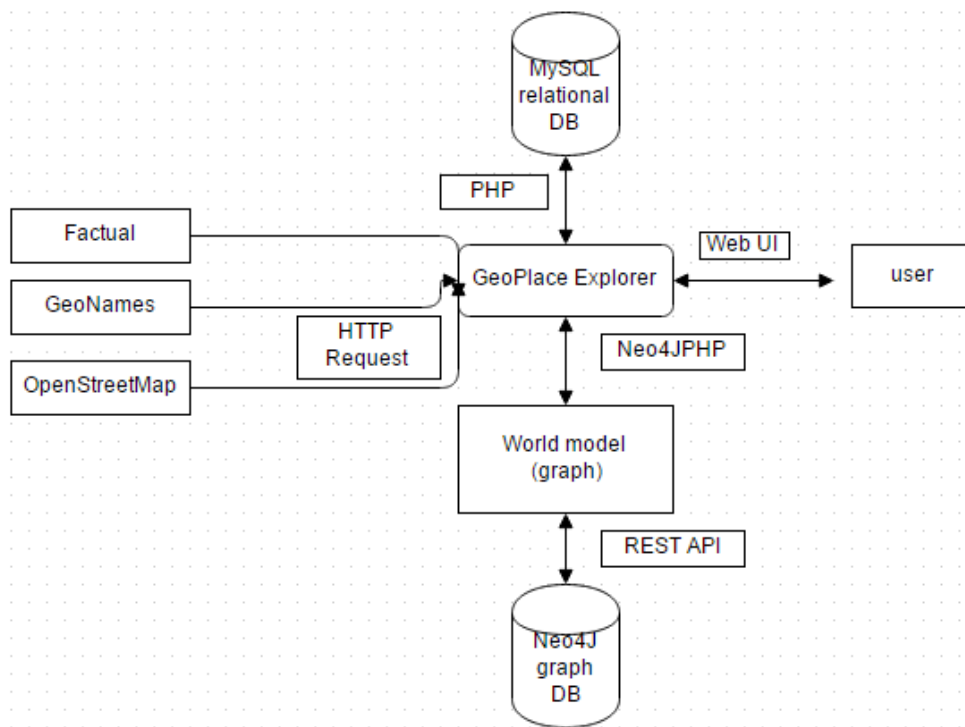 MySQL
relational
DB
PHP
Factual
Web UI
GeoPlace Explorer
user
GeoNames
HTTP
Request
Neo4JPHP
OpenStreetMap
World model
(graph)
REST API
Neo4J
graph
DB